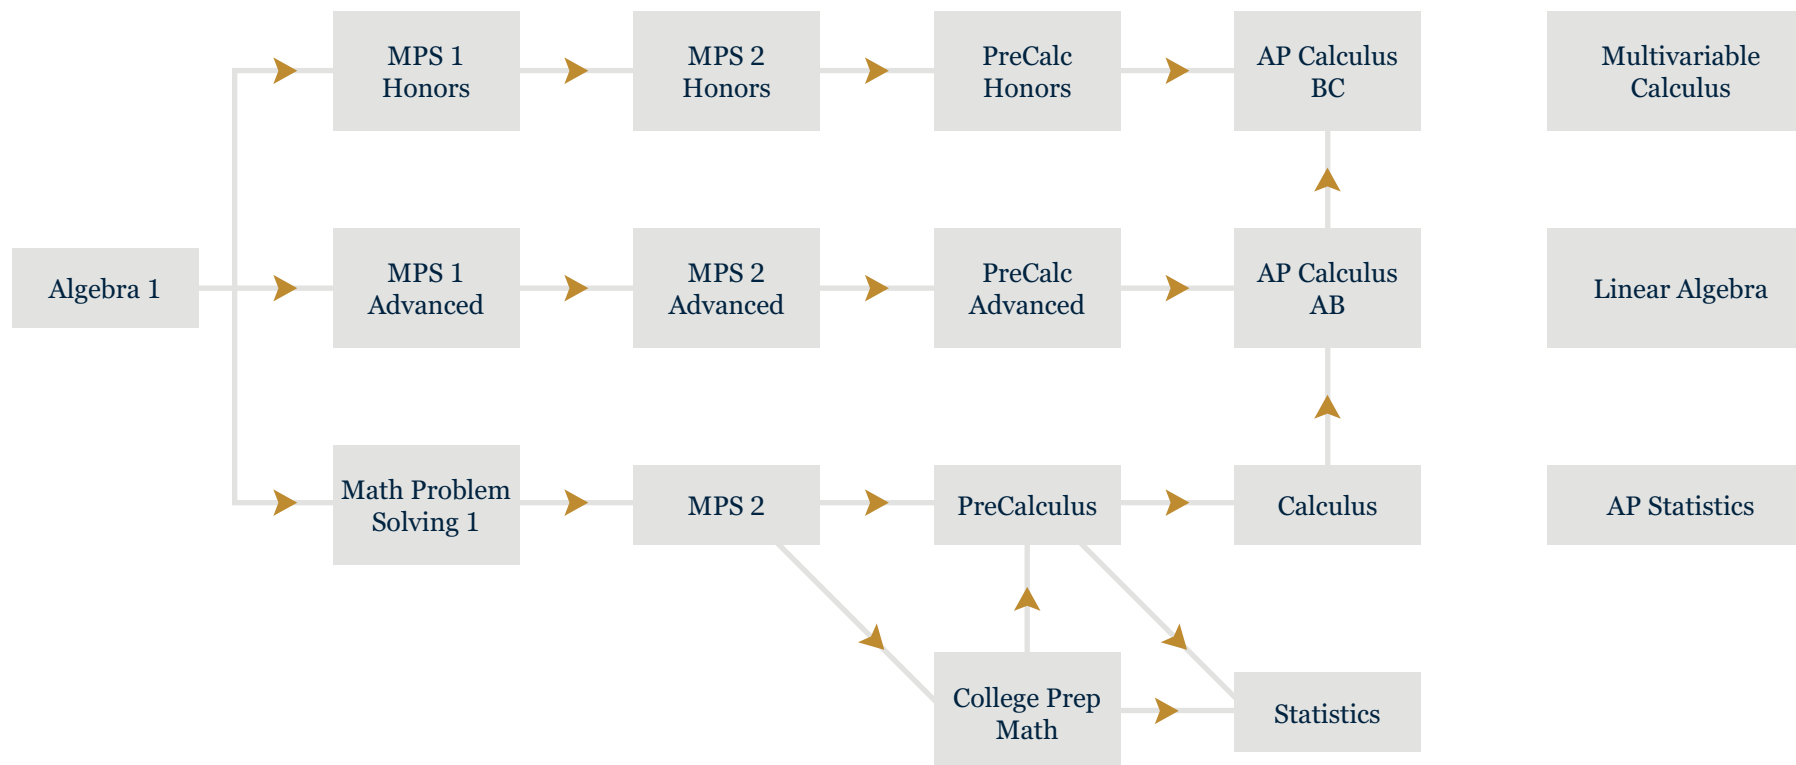 MPS 1
Honors
MPS 2
Honors
PreCalc
Honors
AP Calculus
BC
Multivariable
Calculus
Algebra 1
MPS 1
Advanced
MPS 2
Advanced
PreCalc
Advanced
AP Calculus
AB
Linear Algebra
Math Problem
Solving 1
MPS 2
PreCalculus
Calculus
AP Statistics
College Prep
Math
Statistics